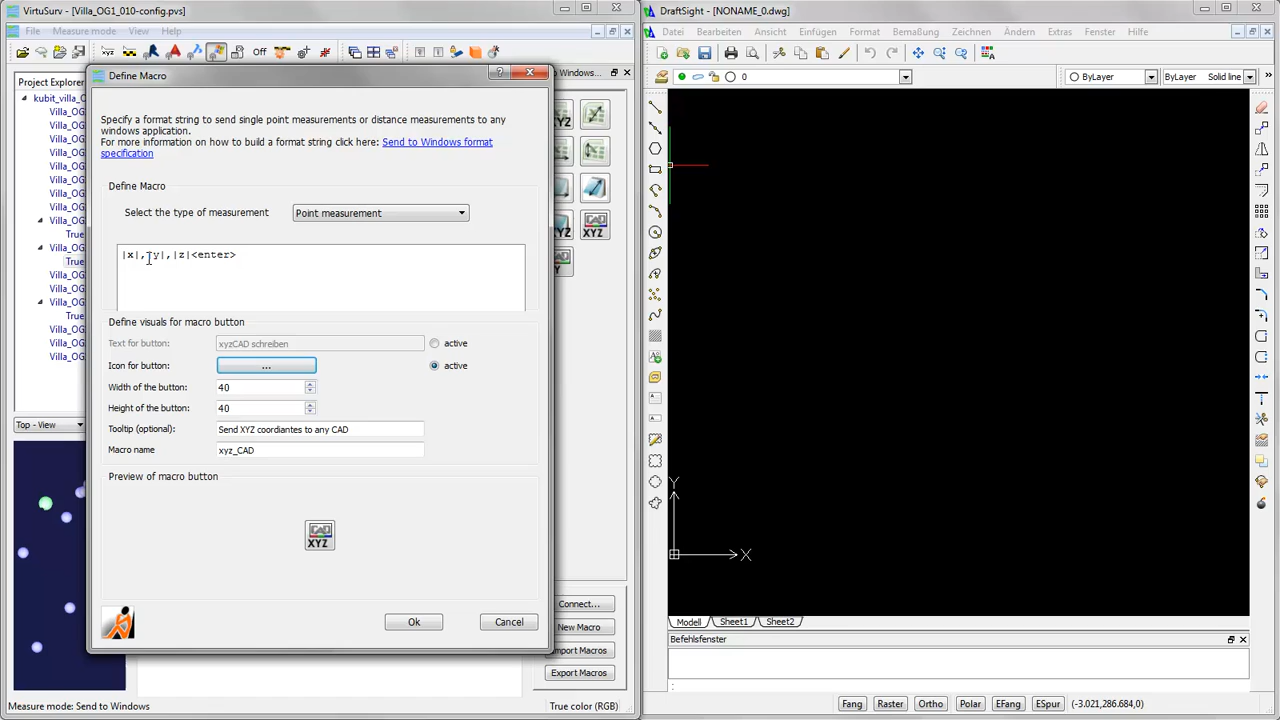 VirtuSurv - [Villa_OG1_010-config.pvs]
File Measure mode View Help
Off
Project Explorer
kubit_villa_
Villa_OG
Villa_OG
Villa_OG
Villa_OG
Villa_OG
Villa_OG
Villa_OG
Villa_OG
Villa_OG
True
Villa_OG
True
Villa_OG
Villa_OG
Villa_OG
True
Villa_OG
Villa_OG
Villa_OG
Top - View
Define Macro
Specify a format string to send single point measurements or distance measurements to any
windows application.
For more information on how to build a format string click here: Send to Windows format
specification
Define Macro
Select the type of measurement Point measurement
|x|,|y|,|z|<enter>
Define visuals for macro button
Text for button: xyzCAD schreiben active
Icon for button: ... active
Width of the button: 40
Height of the button: 40
Tooltip (optional): Send XYZ coordiantes to any CAD
Macro name xyz_CAD
Preview of macro button
CAD
XYZ
Ok Cancel
to Windows...
XYZ
CAD
XYZ
Connect...
New Macro
Import Macros
Export Macros
Measure mode: Send to Windows True color (RGB)
DraftSight - [NONAME_0.dwg]
Datei Bearbeiten Ansicht Einfügen Format Bemaßung Zeichnen Ändern Extras Fenster Hilfe
0 ByLayer ByLayer Solid line
Y
X
Modell Sheet1 Sheet2
Befehlsfenster
:
Fang Raster Ortho Polar EFang ESpur (-3.021,286.684,0)